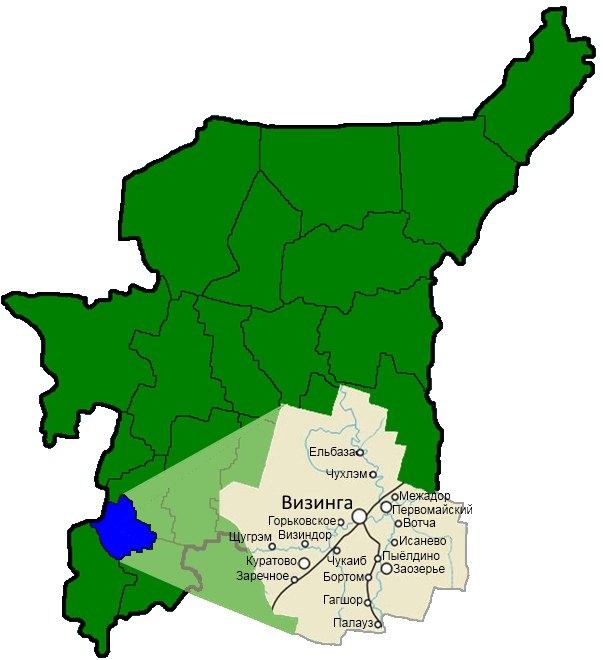 Ельбаза
Чухлэм
Межадор
Визинга
Первомайский
Горьковское
Вотча
Щугрэм
Визиндор
Исанево
Куратово
Чукаиб
Пыёлдино
Заозерье
Заречное
Бортом
Гагшор
Палауз